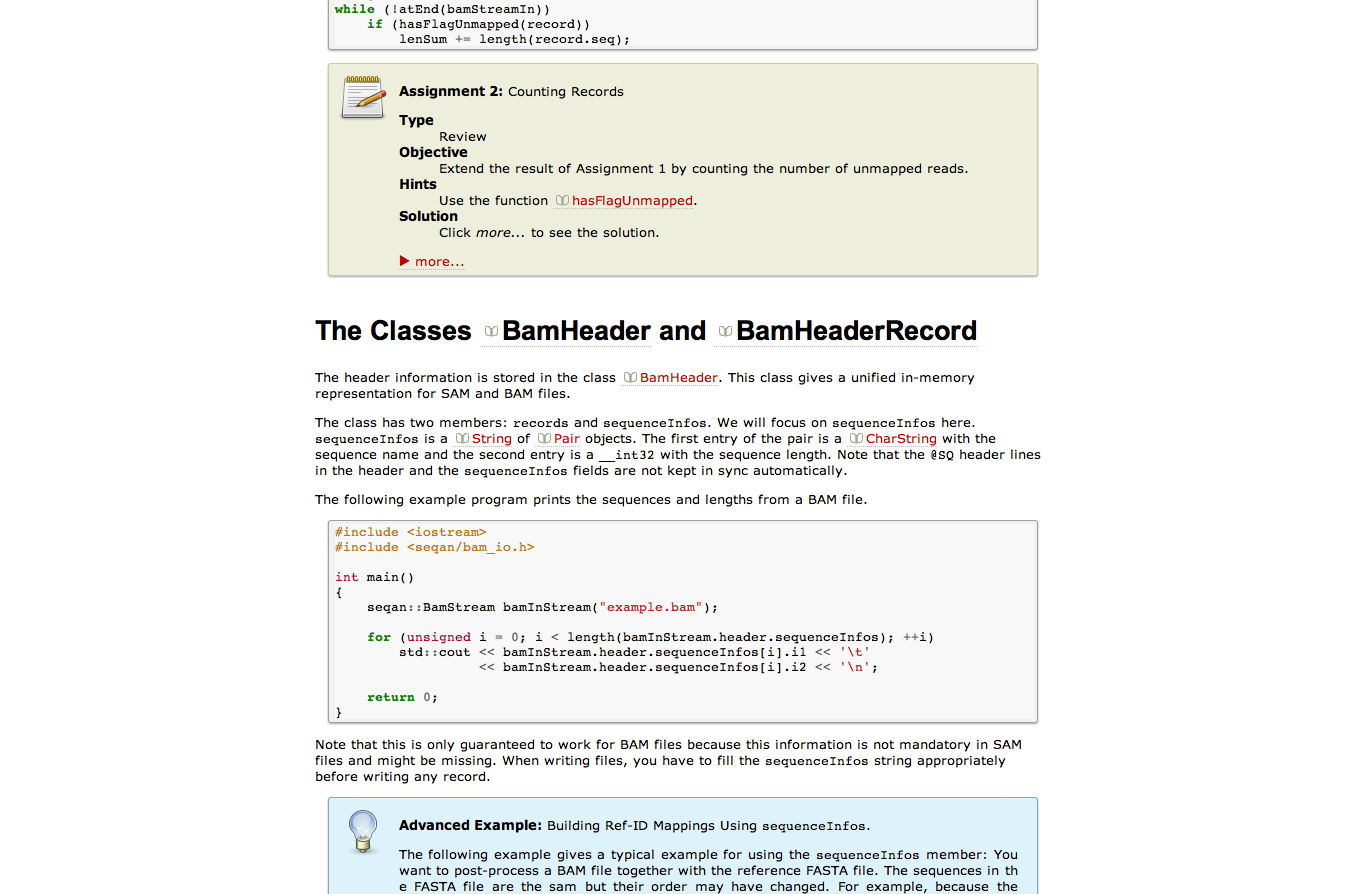 while (!atEnd(bamStreamIn))
    if (hasFlagUnmapped(record))
        lenSum += length(record.seq);
Assignment 2: Counting Records
Type
Review
Objective
Extend the result of Assignment 1 by counting the number of unmapped reads.
Hints
Use the function hasFlagUnmapped.
Solution
Click more... to see the solution.
more...
The Classes BamHeader and BamHeaderRecord
The header information is stored in the class BamHeader. This class gives a unified in-memory
representation for SAM and BAM files.
The class has two members: records and sequenceInfos. We will focus on sequenceInfos here.
sequenceInfos is a String of Pair objects. The first entry of the pair is a CharString with the
sequence name and the second entry is a __int32 with the sequence length. Note that the @SQ header lines
in the header and the sequenceInfos fields are not kept in sync automatically.
The following example program prints the sequences and lengths from a BAM file.
#include <iostream>
#include <seqan/bam_io.h>
int main()
{
    seqan::BamStream bamInStream("example.bam");
    for (unsigned i = 0; i < length(bamInStream.header.sequenceInfos); ++i)
        std::cout << bamInStream.header.sequenceInfos[i].i1 << '\t'
                  << bamInStream.header.sequenceInfos[i].i2 << '\n';
    return 0;
}
Note that this is only guaranteed to work for BAM files because this information is not mandatory in SAM
files and might be missing. When writing files, you have to fill the sequenceInfos string appropriately
before writing any record.
Advanced Example: Building Ref-ID Mappings Using sequenceInfos.
The following example gives a typical example for using the sequenceInfos member: You
want to post-process a BAM file together with the reference FASTA file. The sequences in th
e FASTA file are the sam but their order may have changed. For example, because the